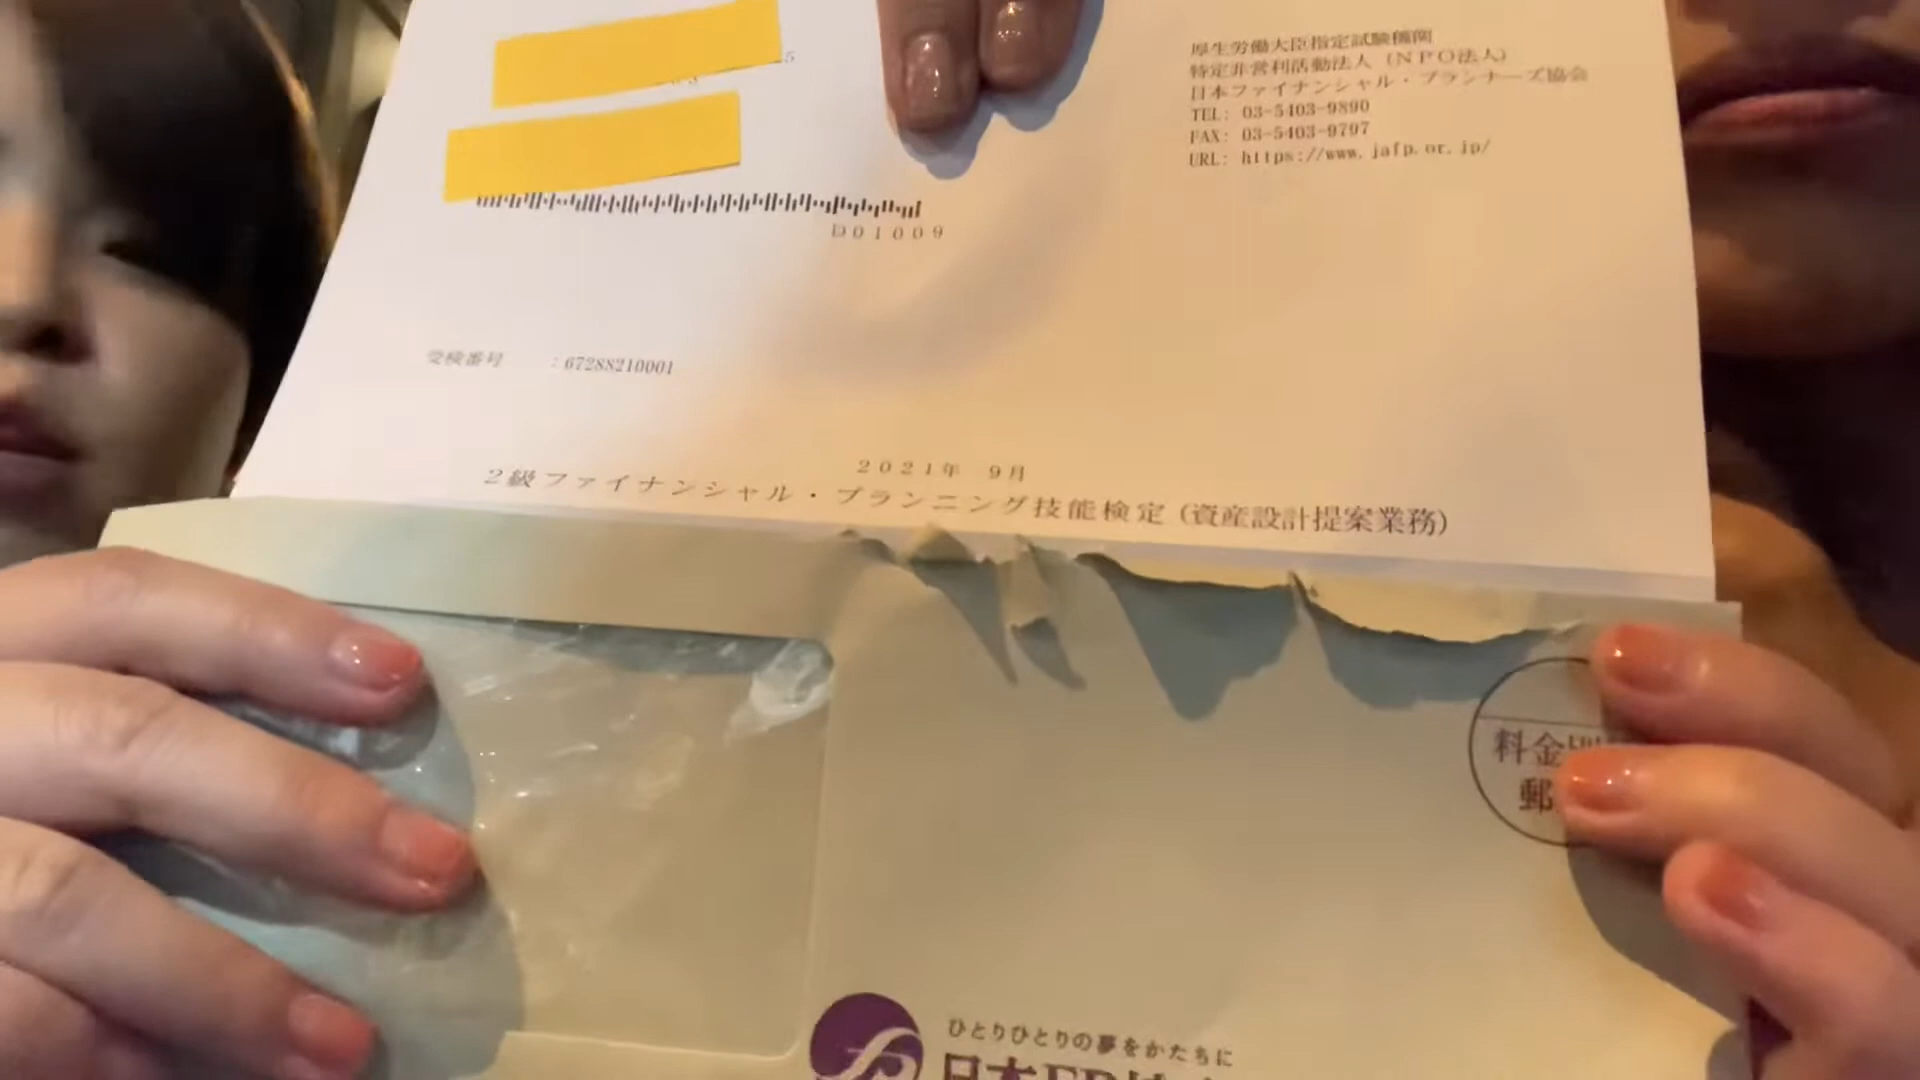 5
厚生労働大臣指定試験機関
特定非営利活動法人(NPO法人)
日本ファイナンシャル・プランナーズ協会
TEL: 03-5403-9890
FAX: 03-5403-9797
URL: https://www.jafp.or.jp/
D01009
受検番号 :67288210001
2021年 9月
2級ファイナンシャル・プランニング技能検定(資産設計提案業務)
料金
郵
ひとりひとりの夢をかたちに
日本FP